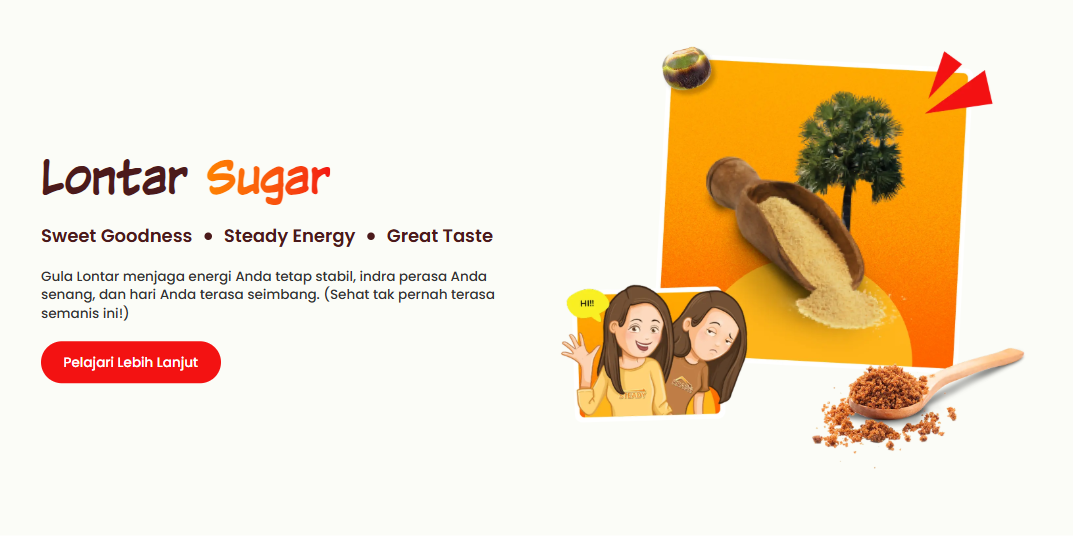 Lontar Sugar
Sweet Goodness • Steady Energy • Great Taste
Gula Lontar menjaga energi Anda tetap stabil, indra perasa Anda
senang, dan hari Anda terasa seimbang. (Sehat tak pernah terasa
semanis ini!)
Pelajari Lebih Lanjut
HI!!
STEADY